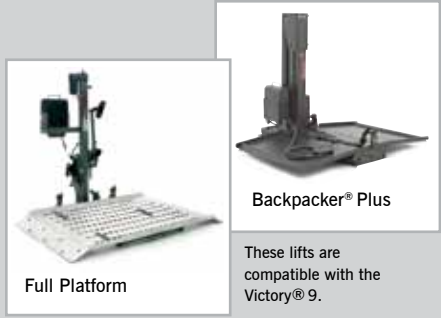 Backpacker® Plus
Full Platform
These lifts are
compatible with the
Victory® 9.